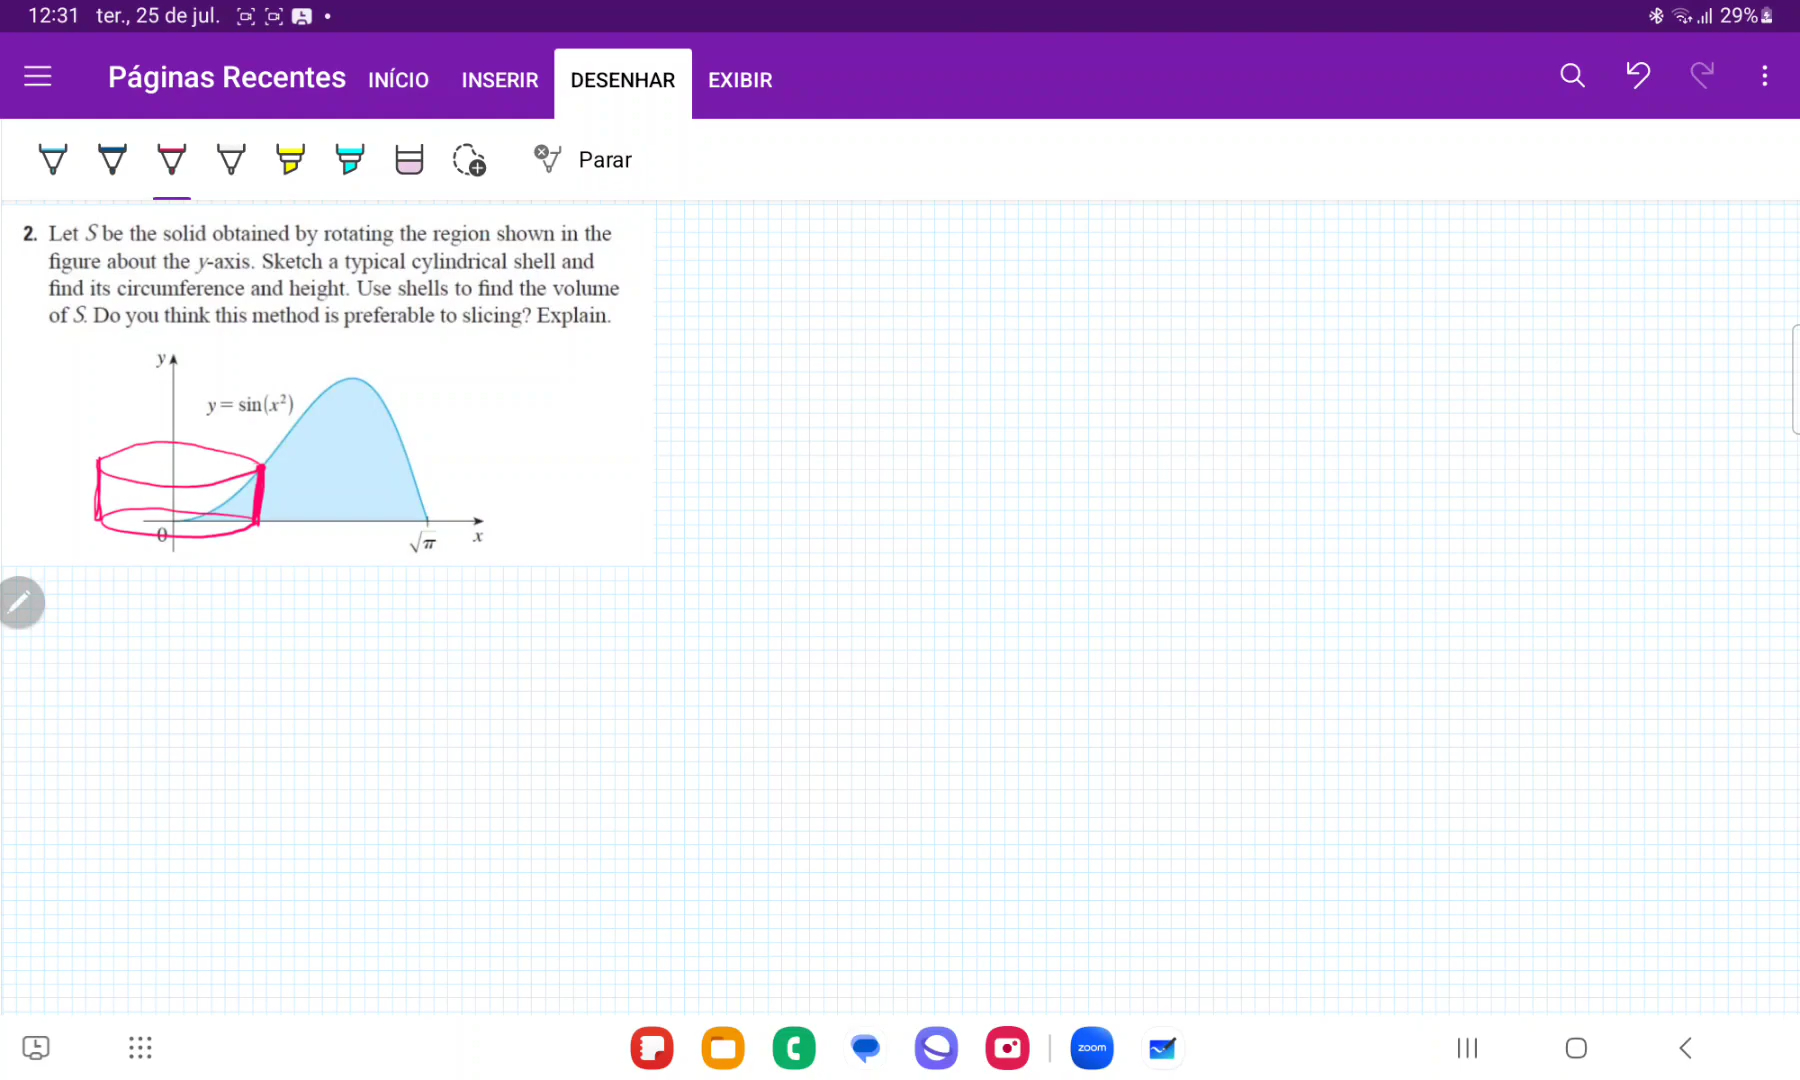 12:31 ter., 25 de jul. 29%
Páginas Recentes INÍCIO INSERIR DESENHAR EXIBIR
Parar
2. Let S be the solid obtained by rotating the region shown in the
figure about the y-axis. Sketch a typical cylindrical shell and
find its circumference and height. Use shells to find the volume
of S. Do you think this method is preferable to slicing? Explain.
y
y = sin(x²)
0
√π
x
zoom